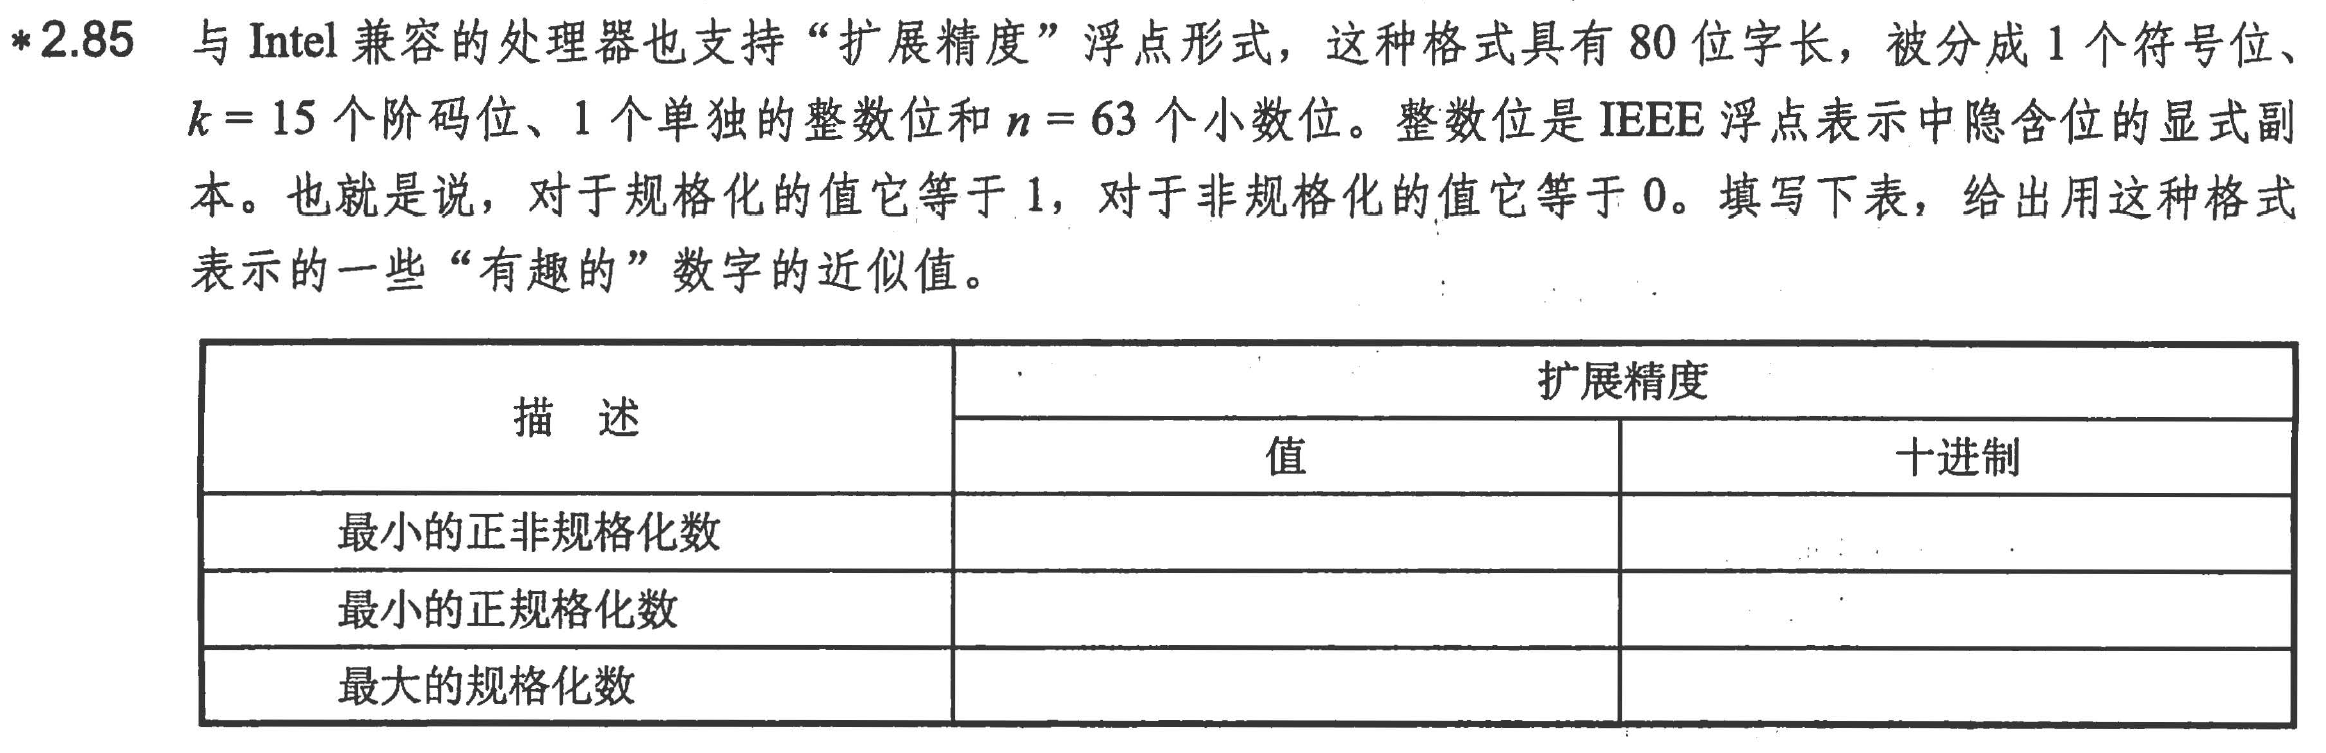 *2.85 与 Intel 兼容的处理器也支持“扩展精度”浮点形式，这种格式具有 80 位字长，被分成 1 个符号位、
k = 15 个阶码位、1 个单独的整数位和 n = 63 个小数位。整数位是 IEEE 浮点表示中隐含位的显式副
本。也就是说，对于规格化的值它等于 1，对于非规格化的值它等于 0。填写下表，给出用这种格式
表示的一些“有趣的”数字的近似值。
描 述
扩展精度
值
十进制
最小的正非规格化数
最小的正规格化数
最大的规格化数